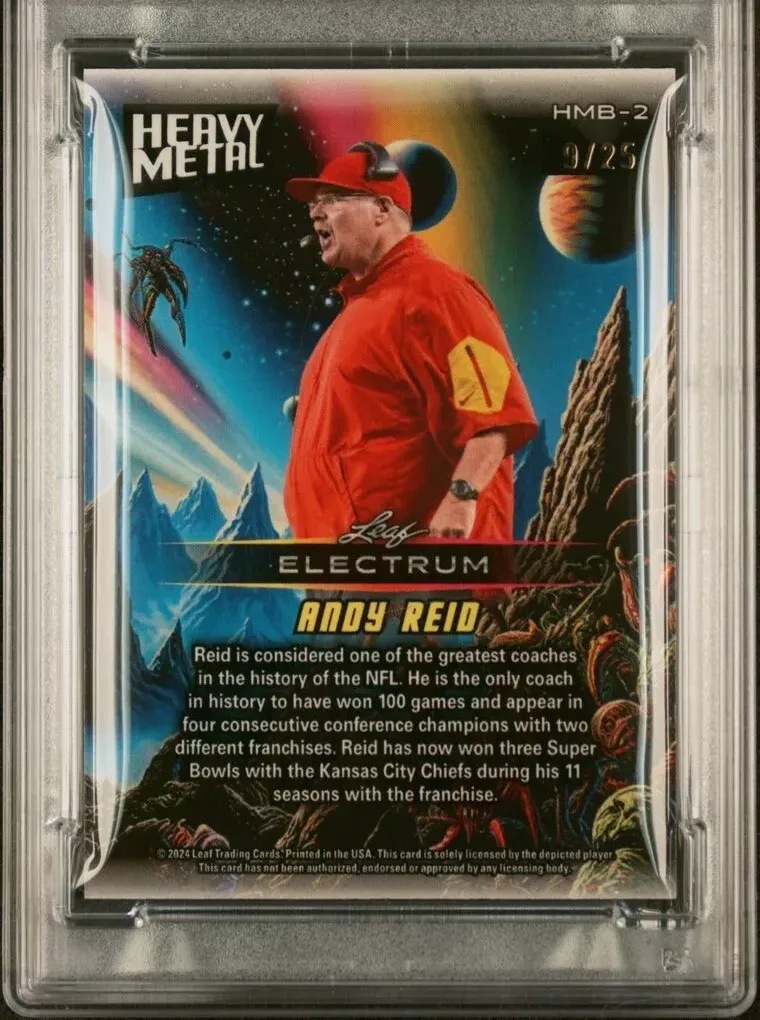 HEAVY
METAL
HMB-2
9/25
Leaf
ELECTRUM
ANDY REID
Reid is considered one of the greatest coaches
in the history of the NFL. He is the only coach
in history to have won 100 games and appear in
four consecutive conference champions with two
different franchises. Reid has now won three Super
Bowls with the Kansas City Chiefs during his 11
seasons with the franchise.
© 2024 Leaf Trading Cards. Printed in the USA. This card is solely licensed by the depicted player
This card has not been authorized, endorsed or approved by any licensing body.